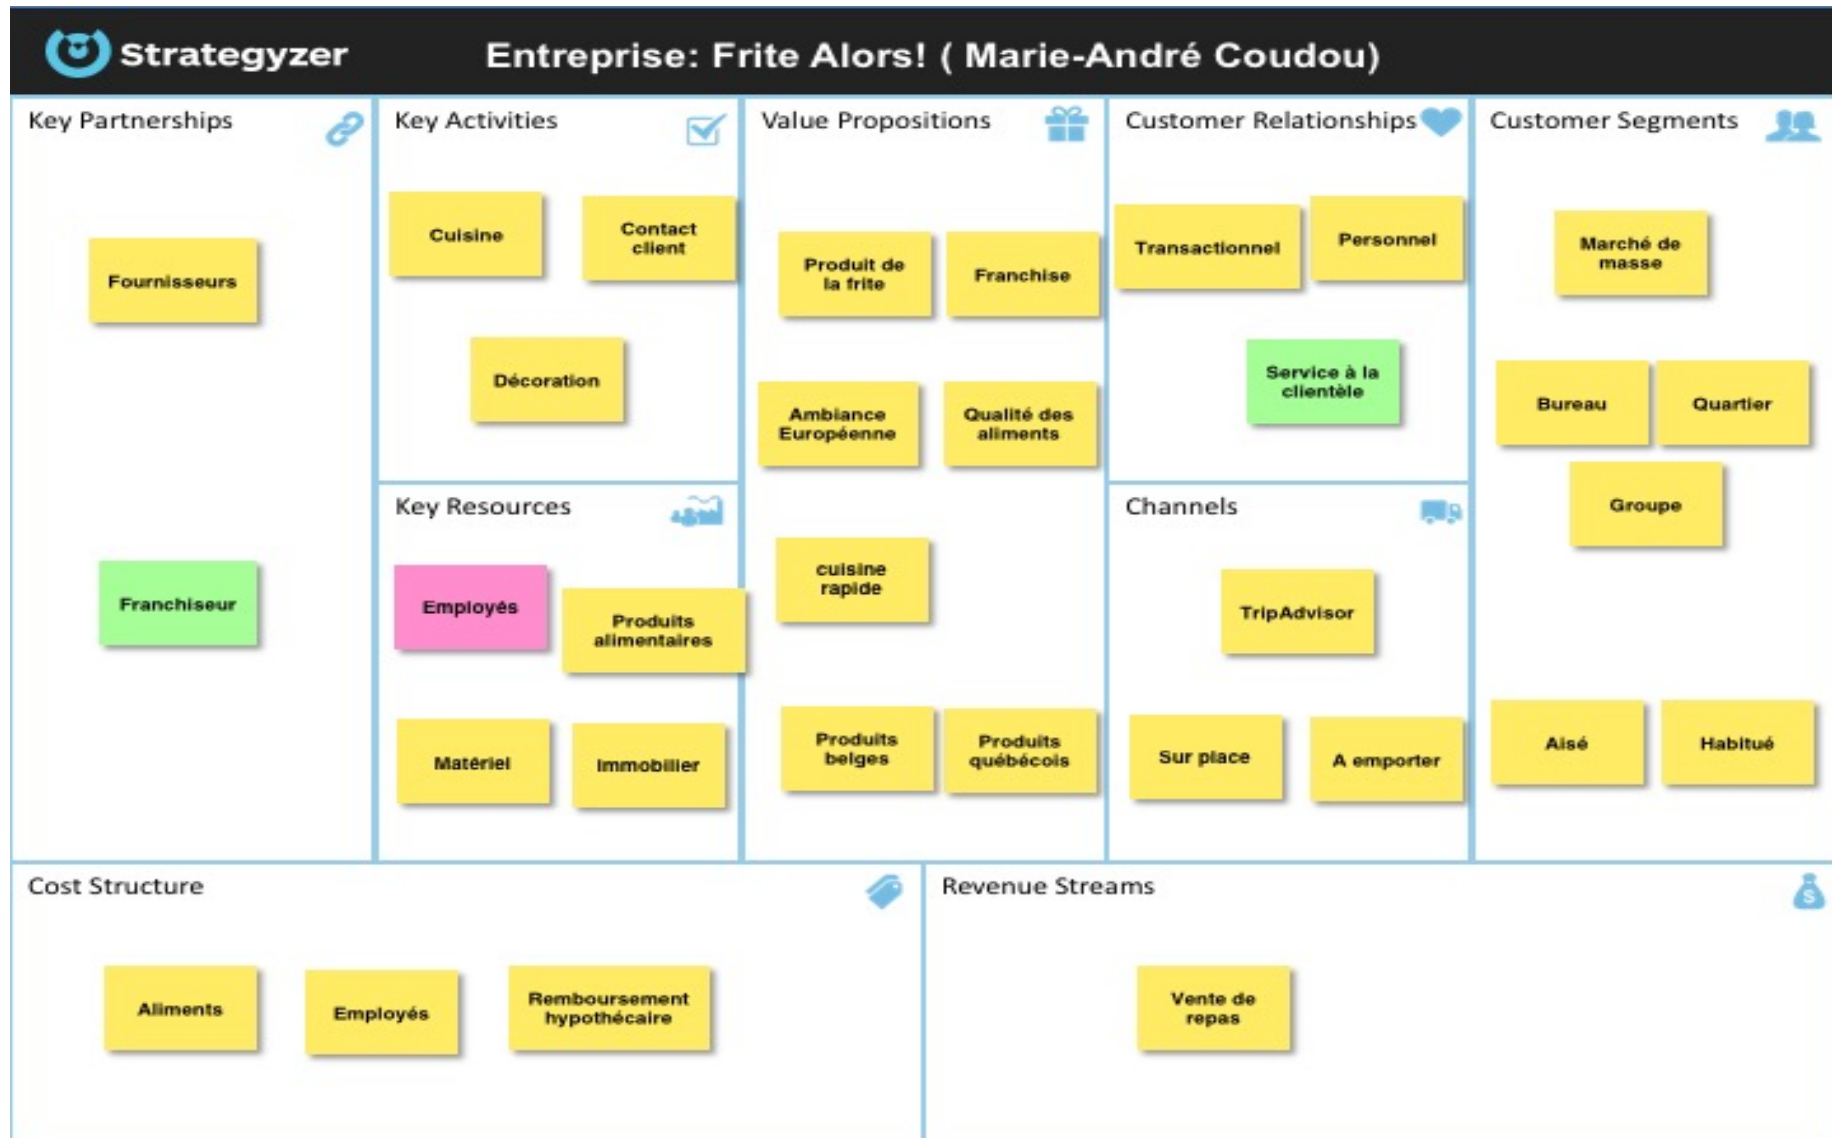 Strategyzer
Entreprise: Frite Alors! ( Marie-André Coudou)
Key Partnerships
Fournisseurs
Franchiseur
Key Activities
Cuisine
Contact
client
Décoration
Key Resources
Employés
Produits
alimentaires
Matériel
Immobilier
Value Propositions
Produit de
la frite
Franchise
Ambiance
Européenne
Qualité des
aliments
cuisine
rapide
Produits
belges
Produits
québécois
Customer Relationships
Transactionnel
Personnel
Service à la
clientèle
Channels
TripAdvisor
Sur place
A emporter
Customer Segments
Marché de
masse
Bureau
Quartier
Groupe
Aisé
Habitué
Cost Structure
Aliments
Employés
Remboursement
hypothécaire
Revenue Streams
$
Vente de
repas